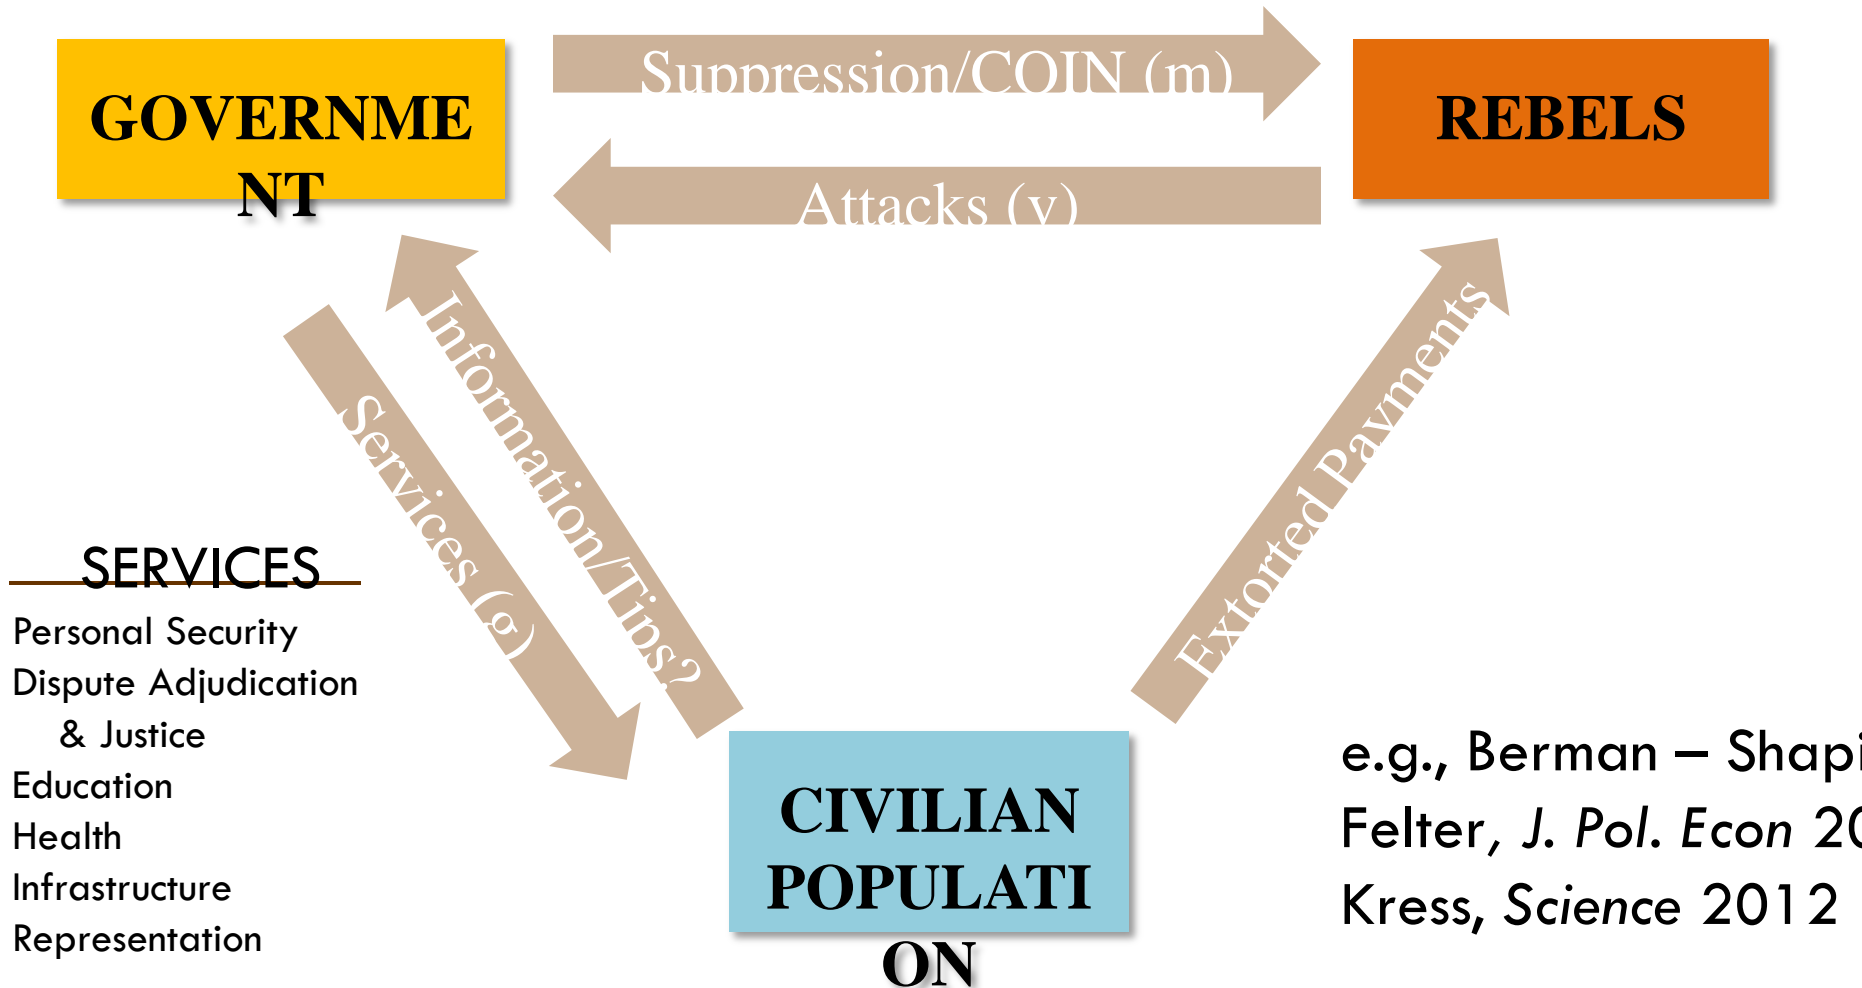 GOVERNME
NT
Suppression/COIN (m)
REBELS
Attacks (v)
Information/Tips?
Services (g)
Extorted Payments
SERVICES
Personal Security
Dispute Adjudication
& Justice
Education
Health
Infrastructure
Representation
CIVILIAN
POPULATI
ON
e.g., Berman – Shapi
Felter, J. Pol. Econ 20
Kress, Science 2012